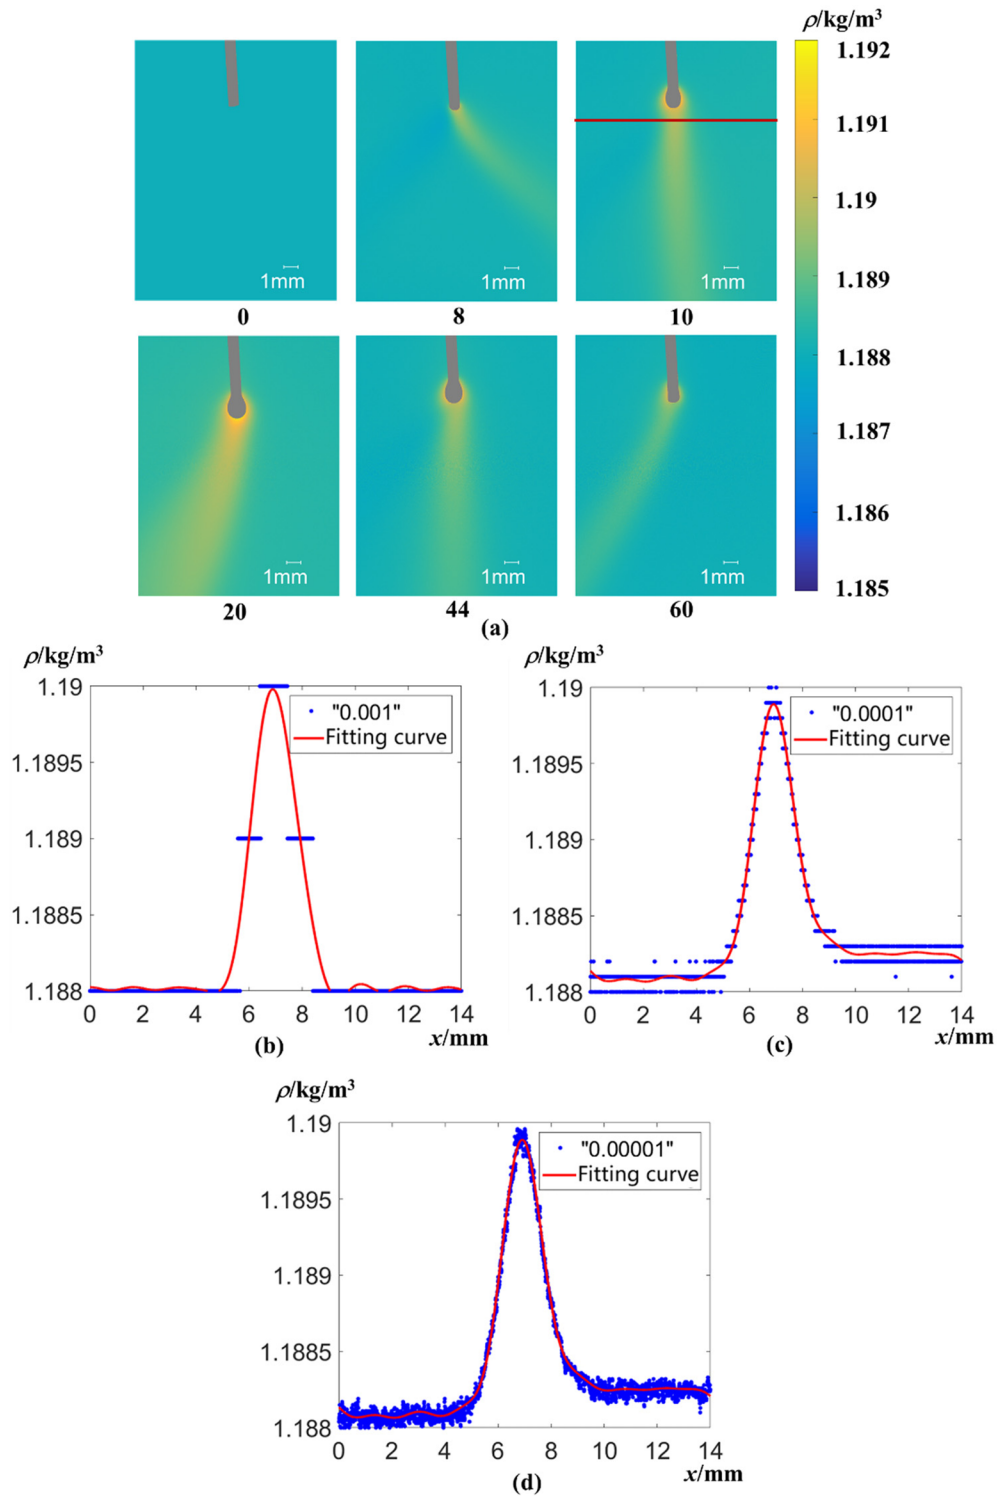 ρ/kg/m³
1.192
1.191
1.19
1.189
1.188
1.187
1.186
1.185
1mm
1mm
1mm
0
8
10
1mm
1mm
1mm
20
44
60
(a)
ρ/kg/m³
1.19
1.1895
1.189
1.1885
1.188
0 2 4 6 8 10 12 14
x/mm
"0.001"
Fitting curve
(b)
ρ/kg/m³
1.19
1.1895
1.189
1.1885
1.188
0 2 4 6 8 10 12 14
x/mm
"0.0001"
Fitting curve
(c)
ρ/kg/m³
1.19
1.1895
1.189
1.1885
1.188
0 2 4 6 8 10 12 14
x/mm
"0.00001"
Fitting curve
(d)